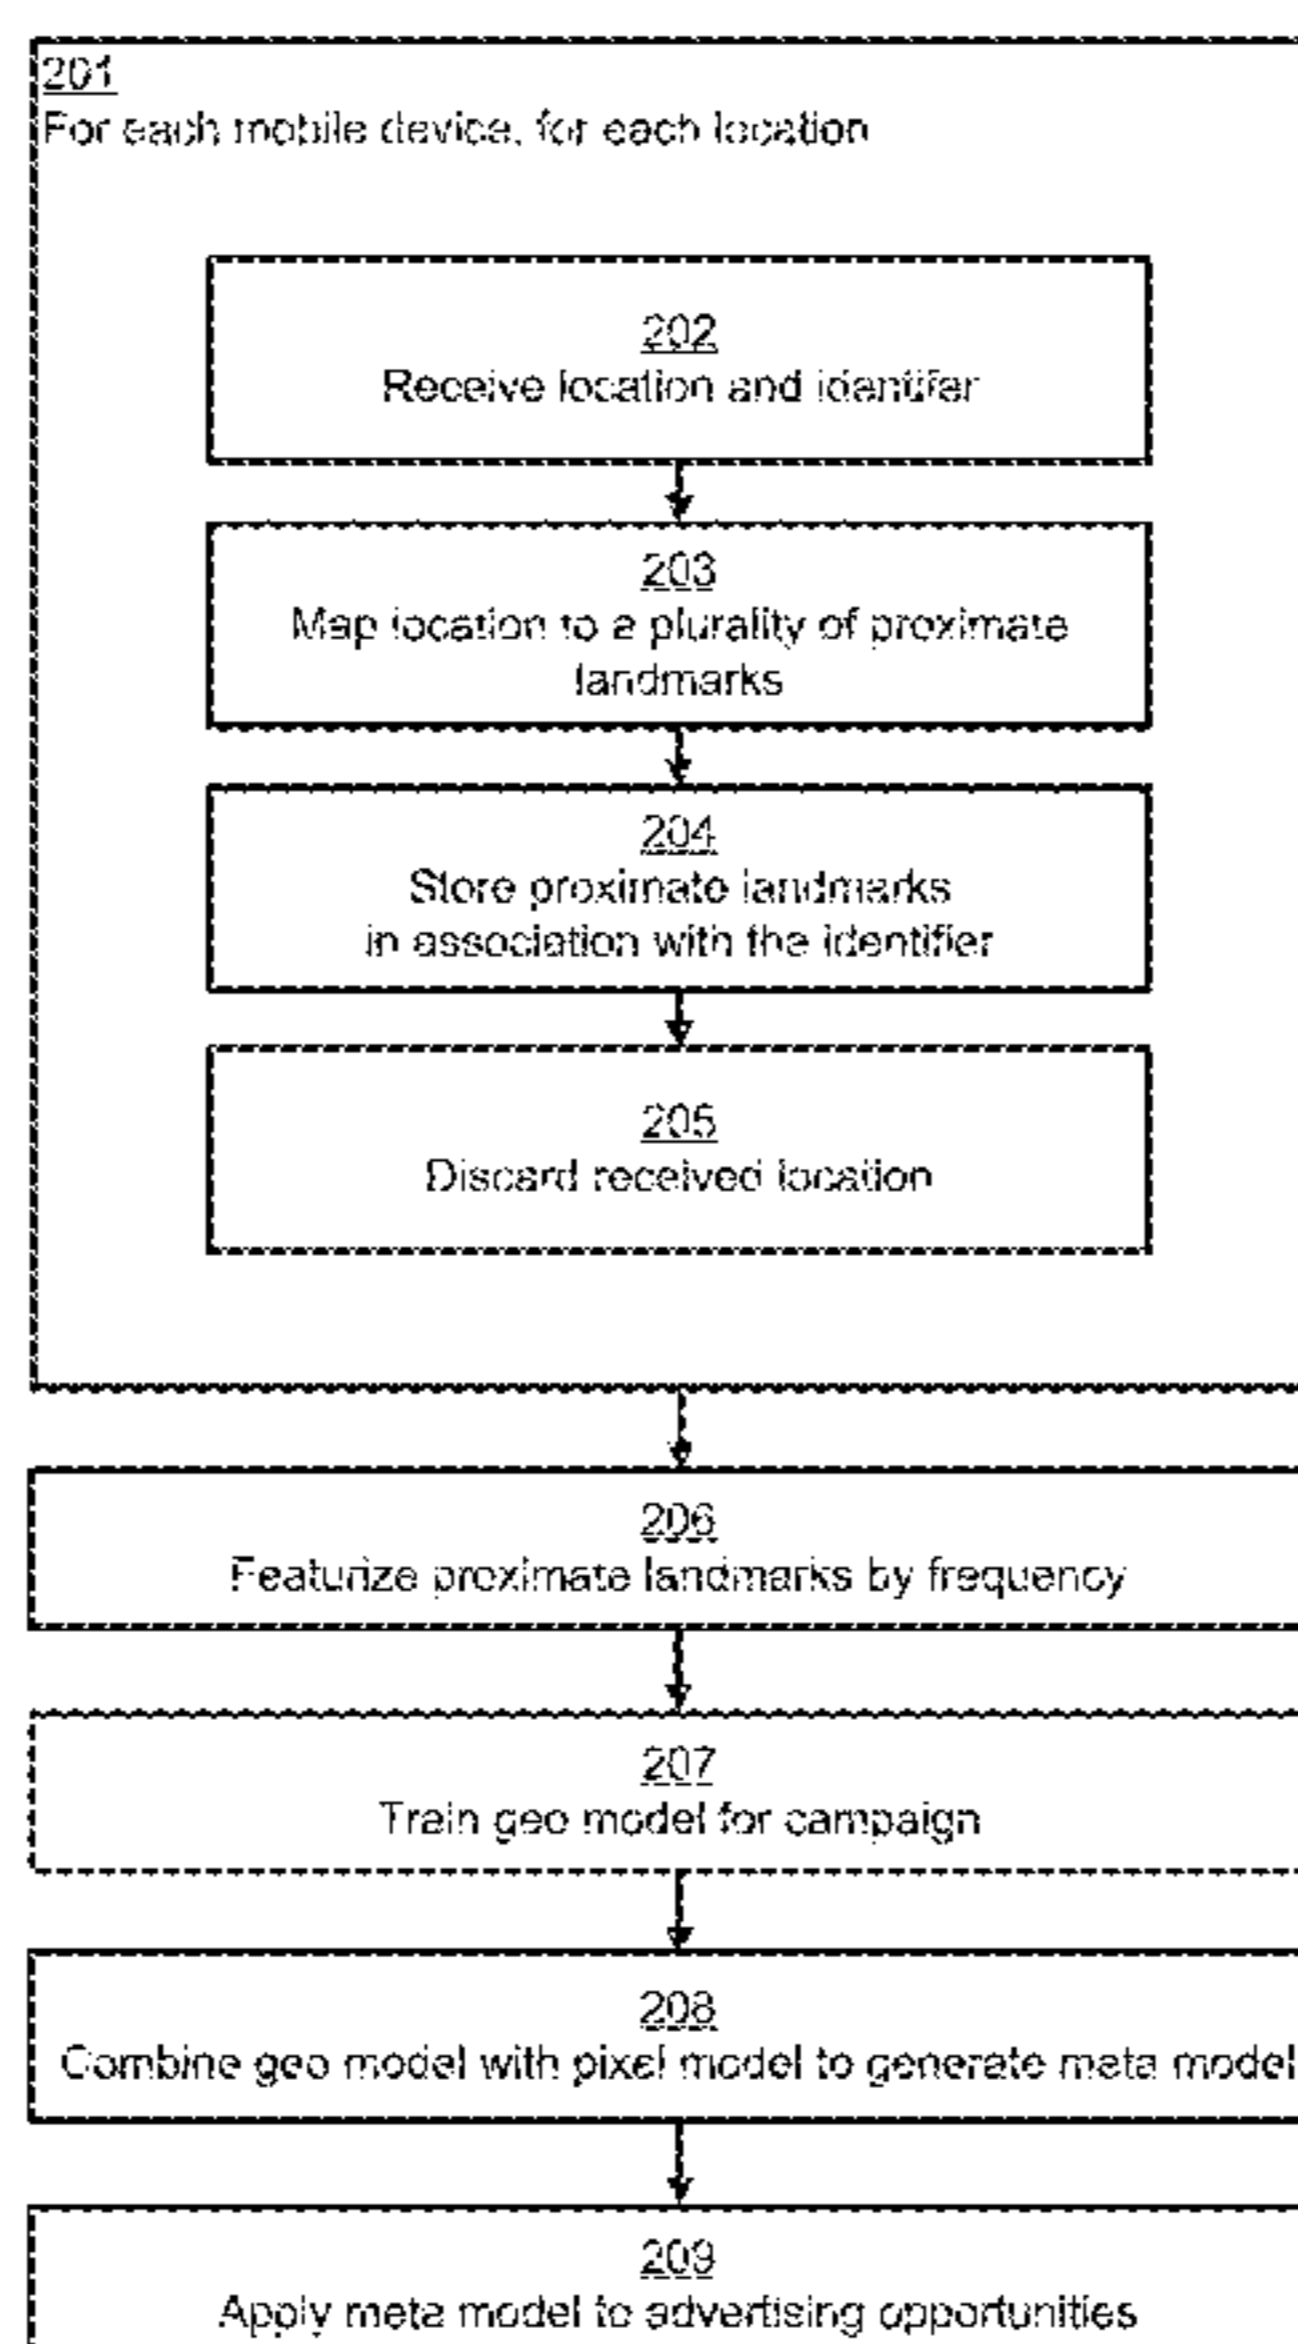 201
For each mobile device, for each location
202
Receive location and identifer
203
Map location to a plurality of proximate
landmarks
204
Store proximate landmarks
in association with the identifier
205
Discard received location
206
Featurize proximate landmarks by frequency
207
Train geo model for campaign
208
Combine geo model with pixel model to generate meta model
209
Apply meta model to advertising opportunities